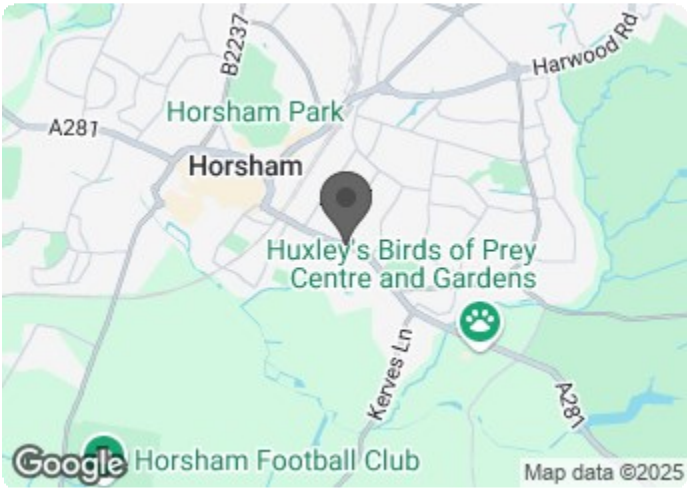 B2237
Harwood Rd
Horsham Park
A281
Horsham
Huxley's Birds of Prey
Centre and Gardens
Kerves Ln
A281
Google
Horsham Football Club
Map data ©2025